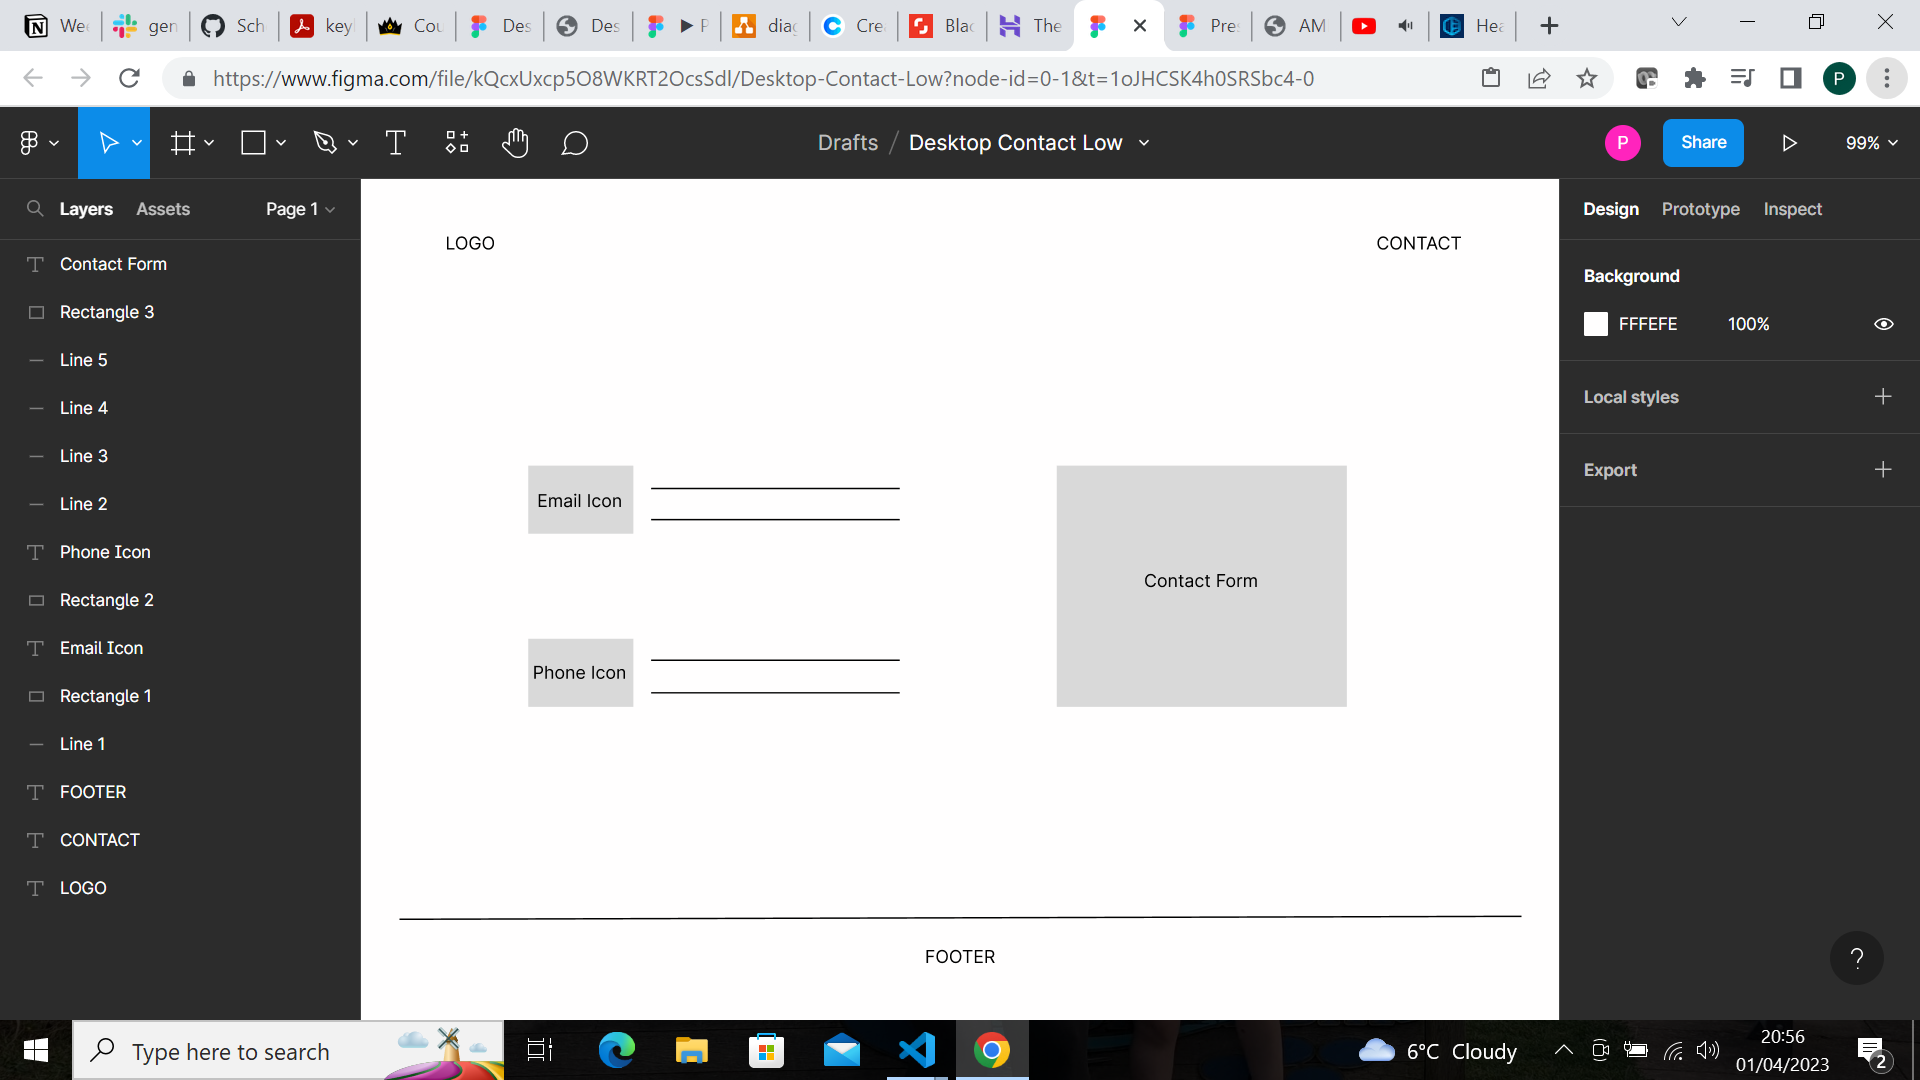 We gen Sch key Cou Des Des P diag Cre Blac The Pres AM Hea
https://www.figma.com/file/kQcxUxcp5O8WKRT2OcsSdl/Desktop-Contact-Low?node-id=0-1&t=1oJHCSK4h0SRSbc4-0 P
Drafts / Desktop Contact Low P Share 99%
Layers Assets Page 1 Design Prototype Inspect
LOGO CONTACT
Contact Form
Background
Rectangle 3
FFFEFE 100%
Line 5
Local styles
Line 4
Line 3
Export
Line 2
Email Icon
Phone Icon
Contact Form
Rectangle 2
Email Icon
Phone Icon
Rectangle 1
Line 1
FOOTER
CONTACT
LOGO
FOOTER
?
Type here to search 6°C Cloudy 20:56
01/04/2023 2